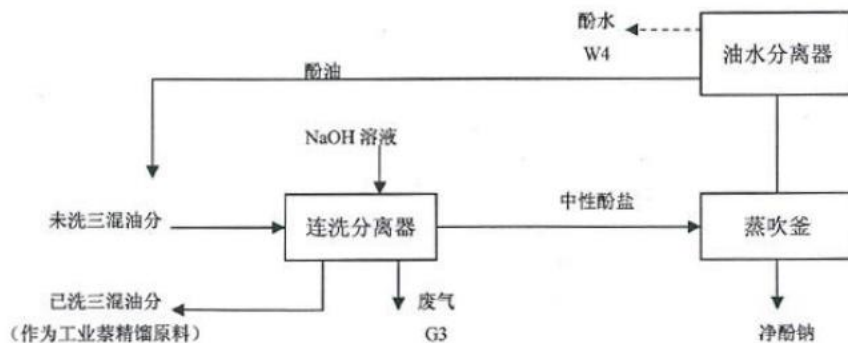 酚水
W4
油水分离器
酚油
NaOH 溶液
未洗三混油分
连洗分离器
中性酚盐
蒸吹釜
已洗三混油分
（作为工业萘精馏原料）
废气
G3
净酚钠